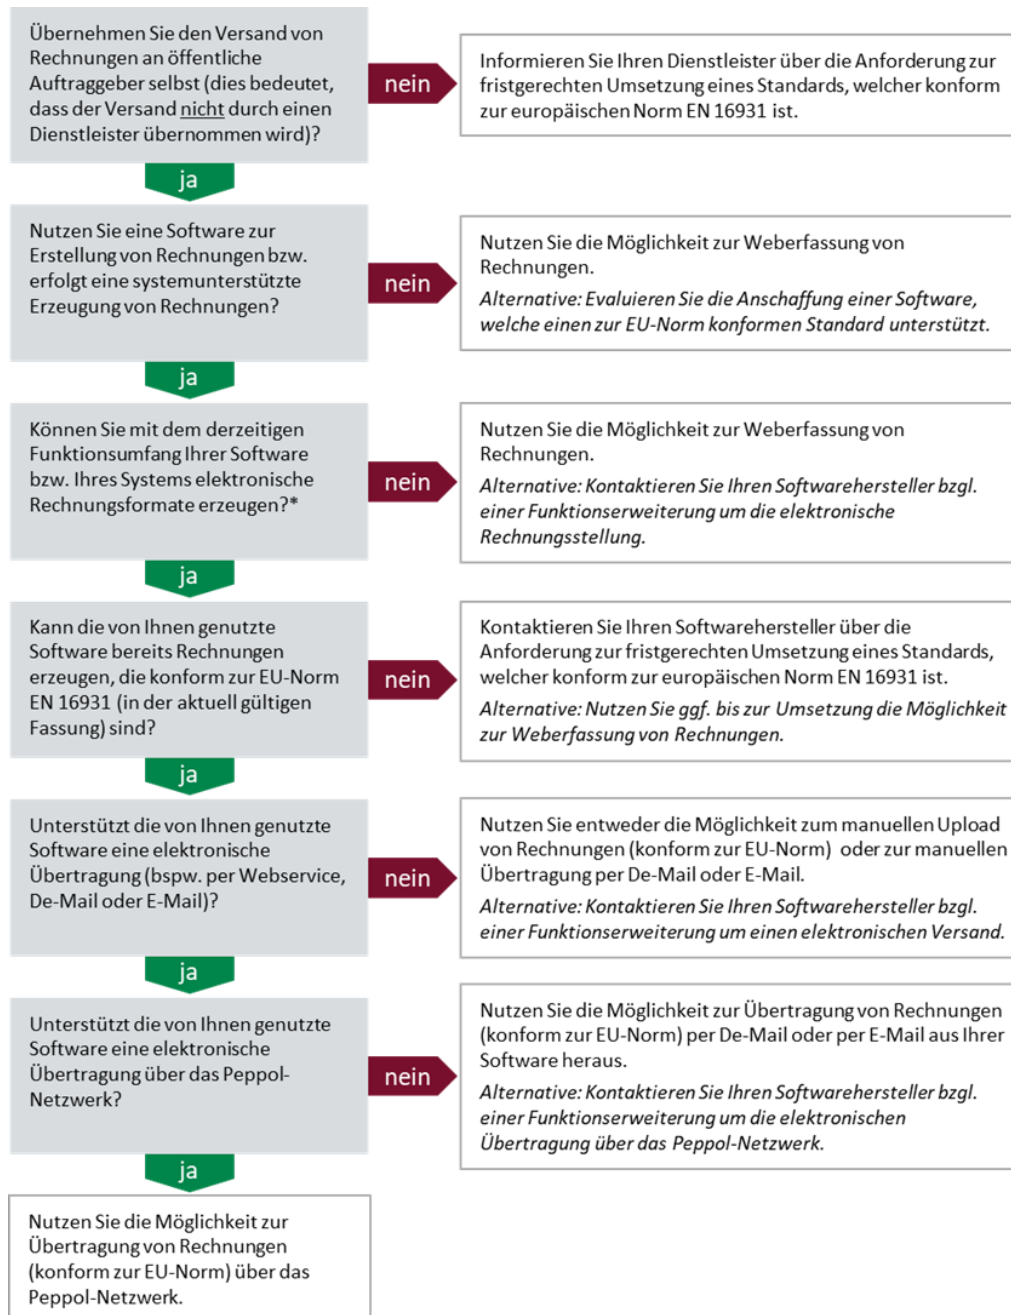 Übernehmen Sie den Versand von
Rechnungen an öffentliche
Auftraggeber selbst (dies bedeutet,
dass der Versand nicht durch einen
Dienstleister übernommen wird)?
nein
Informieren Sie Ihren Dienstleister über die Anforderung zur
fristgerechten Umsetzung eines Standards, welcher konform
zur europäischen Norm EN 16931 ist.
ja
Nutzen Sie eine Software zur
Erstellung von Rechnungen bzw.
erfolgt eine systemunterstützte
Erzeugung von Rechnungen?
nein
Nutzen Sie die Möglichkeit zur Weberfassung von
Rechnungen.
Alternative: Evaluieren Sie die Anschaffung einer Software,
welche einen zur EU-Norm konformen Standard unterstützt.
ja
Können Sie mit dem derzeitigen
Funktionsumfang Ihrer Software
bzw. Ihres Systems elektronische
Rechnungsformate erzeugen?*
nein
Nutzen Sie die Möglichkeit zur Weberfassung von
Rechnungen.
Alternative: Kontaktieren Sie Ihren Softwarehersteller bzgl.
einer Funktionserweiterung um die elektronische
Rechnungsstellung.
ja
Kann die von Ihnen genutzte
Software bereits Rechnungen
erzeugen, die konform zur EU-Norm
EN 16931 (in der aktuell gültigen
Fassung) sind?
nein
Kontaktieren Sie Ihren Softwarehersteller über die
Anforderung zur fristgerechten Umsetzung eines Standards,
welcher konform zur europäischen Norm EN 16931 ist.
Alternative: Nutzen Sie ggf. bis zur Umsetzung die Möglichkeit
zur Weberfassung von Rechnungen.
ja
Unterstützt die von Ihnen genutzte
Software eine elektronische
Übertragung (bspw. per Webservice,
De-Mail oder E-Mail)?
nein
Nutzen Sie entweder die Möglichkeit zum manuellen Upload
von Rechnungen (konform zur EU-Norm) oder zur manuellen
Übertragung per De-Mail oder E-Mail.
Alternative: Kontaktieren Sie Ihren Softwarehersteller bzgl.
einer Funktionserweiterung um einen elektronischen Versand.
ja
Unterstützt die von Ihnen genutzte
Software eine elektronische
Übertragung über das Peppol-
Netzwerk?
nein
Nutzen Sie die Möglichkeit zur Übertragung von Rechnungen
(konform zur EU-Norm) per De-Mail oder per E-Mail aus Ihrer
Software heraus.
Alternative: Kontaktieren Sie Ihren Softwarehersteller bzgl.
einer Funktionserweiterung um die elektronischen
Übertragung über das Peppol-Netzwerk.
ja
Nutzen Sie die Möglichkeit zur
Übertragung von Rechnungen
(konform zur EU-Norm) über das
Peppol-Netzwerk.